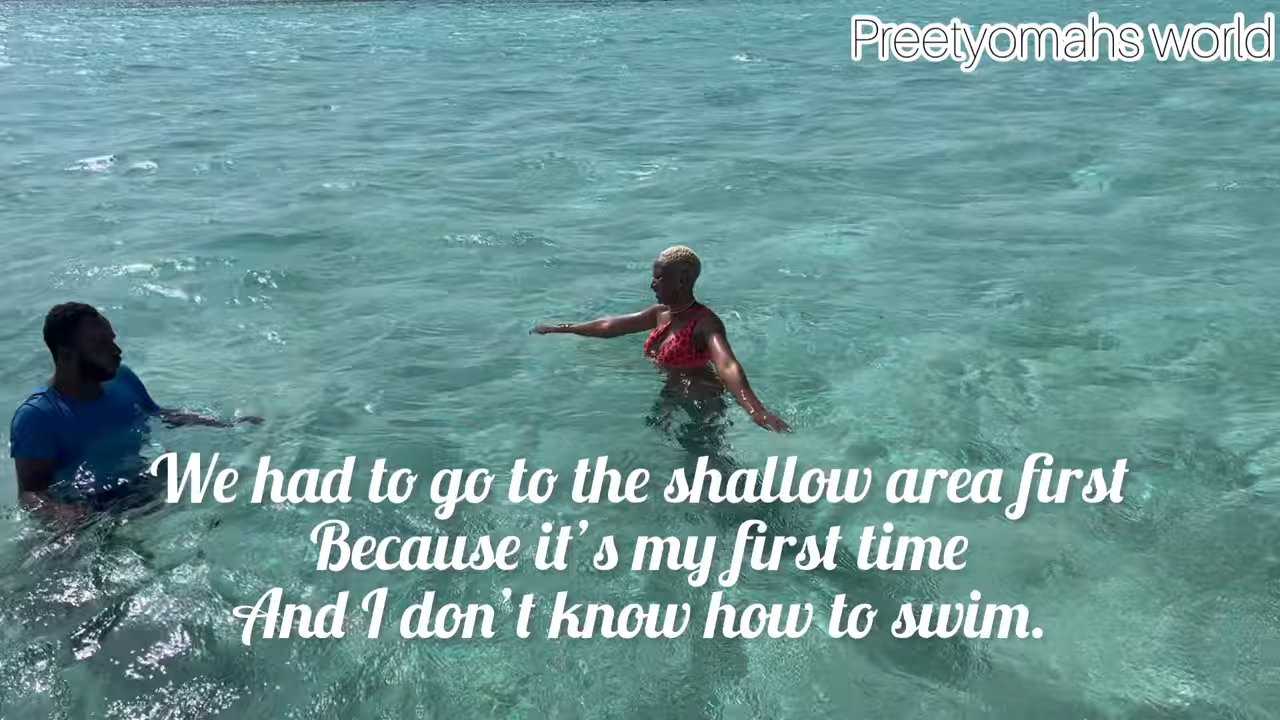 Preetyomahs world
We had to go to the shallow area first
Because it's my first time
And I don't know how to swim.